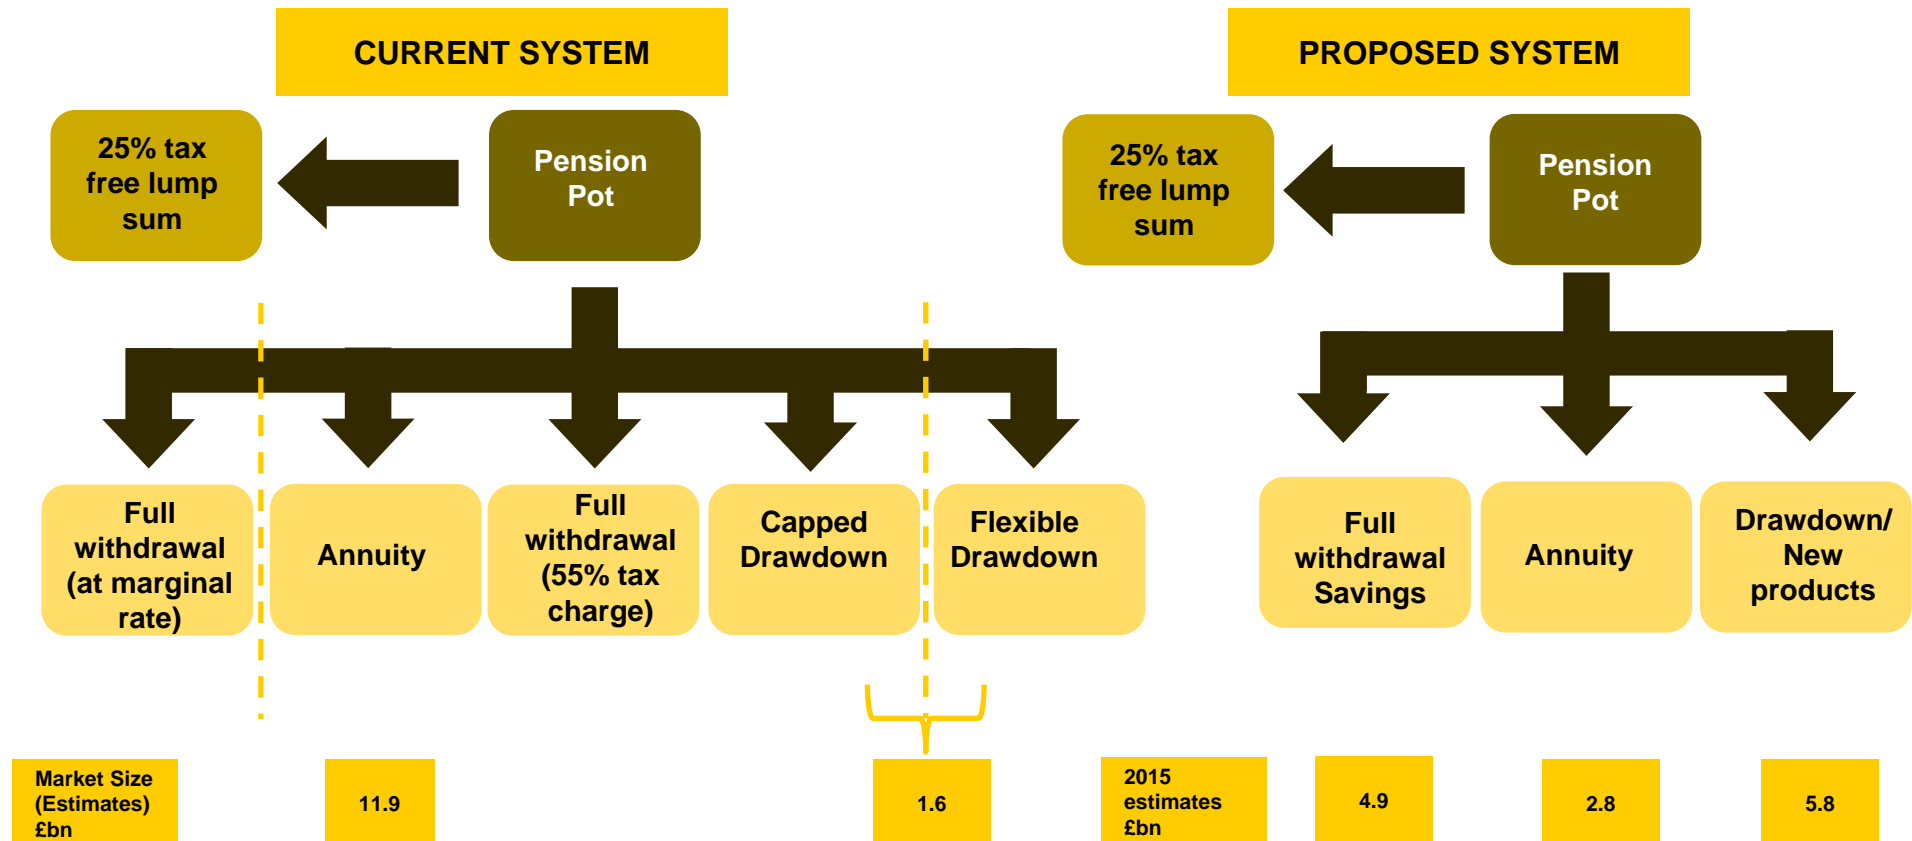 CURRENT SYSTEM
25% tax
free lump
sum
Pension
Pot
Full
withdrawal
(at marginal
rate)
Annuity
Full
withdrawal
(55% tax
charge)
Capped
Drawdown
Flexible
Drawdown
Market Size
(Estimates)
£bn
11.9
1.6
PROPOSED SYSTEM
25% tax
free lump
sum
Pension
Pot
Full
withdrawal
Savings
Annuity
Drawdown/
New
products
2015
estimates
£bn
4.9
2.8
5.8